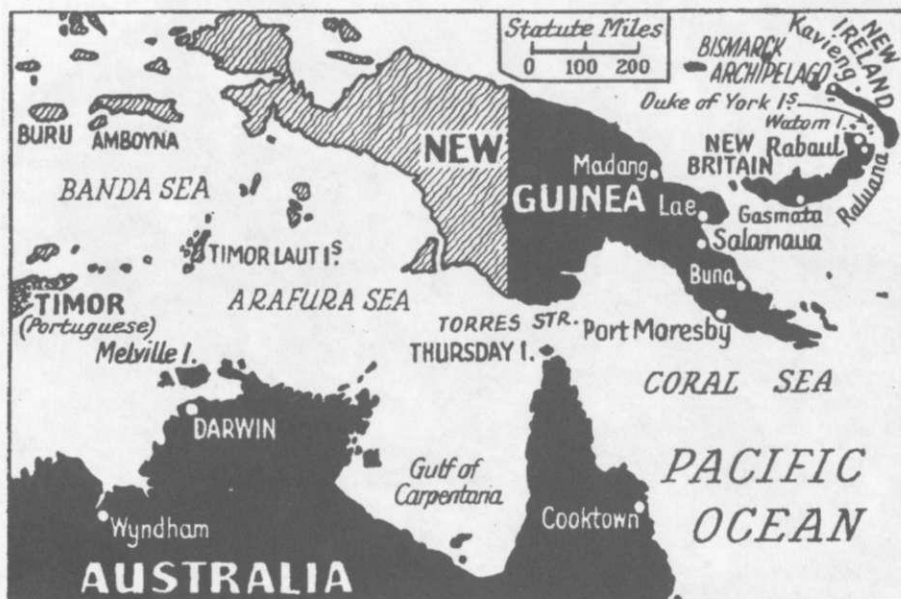 Statute Miles
0 100 200
BISMARCK
ARCHIPELAGO
Kavieng
NEW
IRELAND
Duke of York Is
Watom I.
Rabaul
NEW
BRITAIN
Raluana
Gasmata
BURU
AMBOYNA
BANDA SEA
NEW
GUINEA
Madang
Lae
Salamaua
Buna
Port Moresby
TIMOR LAUT Is
ARAFURA SEA
TIMOR
(Portuguese)
Melville I.
TORRES STR.
THURSDAY I.
CORAL SEA
DARWIN
Gulf of
Carpentaria
PACIFIC
OCEAN
Wyndham
Cooktown
AUSTRALIA